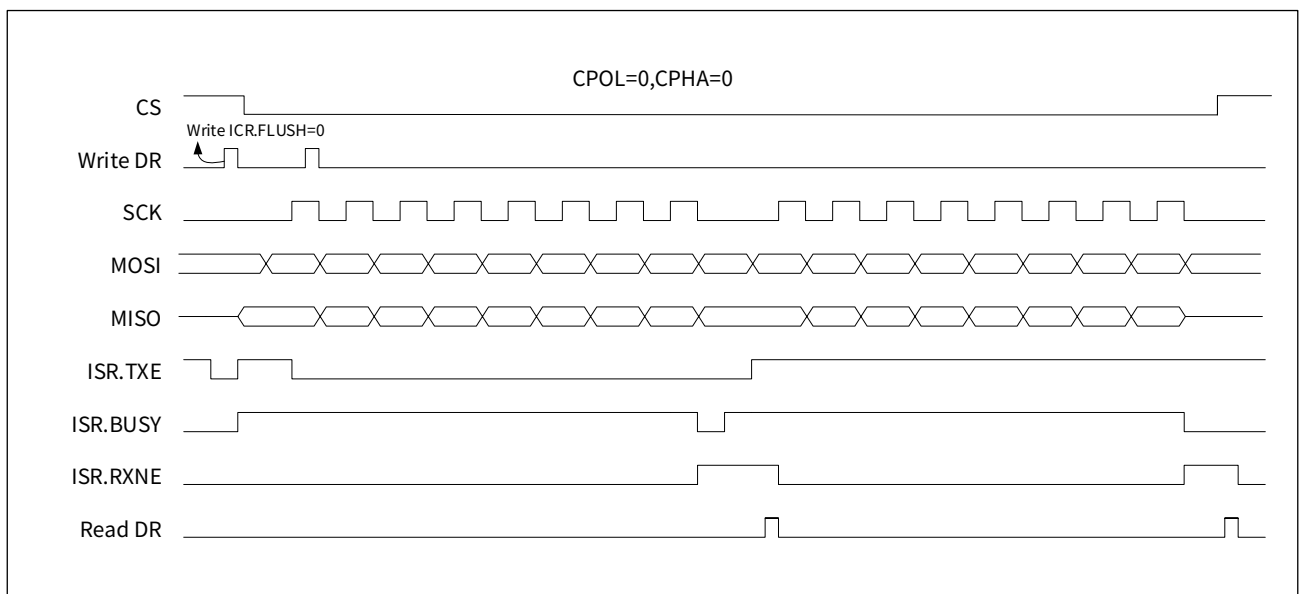 CPOL=0,CPHA=0
CS
Write ICR.FLUSH=0
Write DR
SCK
MOSI
MISO
ISR.TXE
ISR.BUSY
ISR.RXNE
Read DR